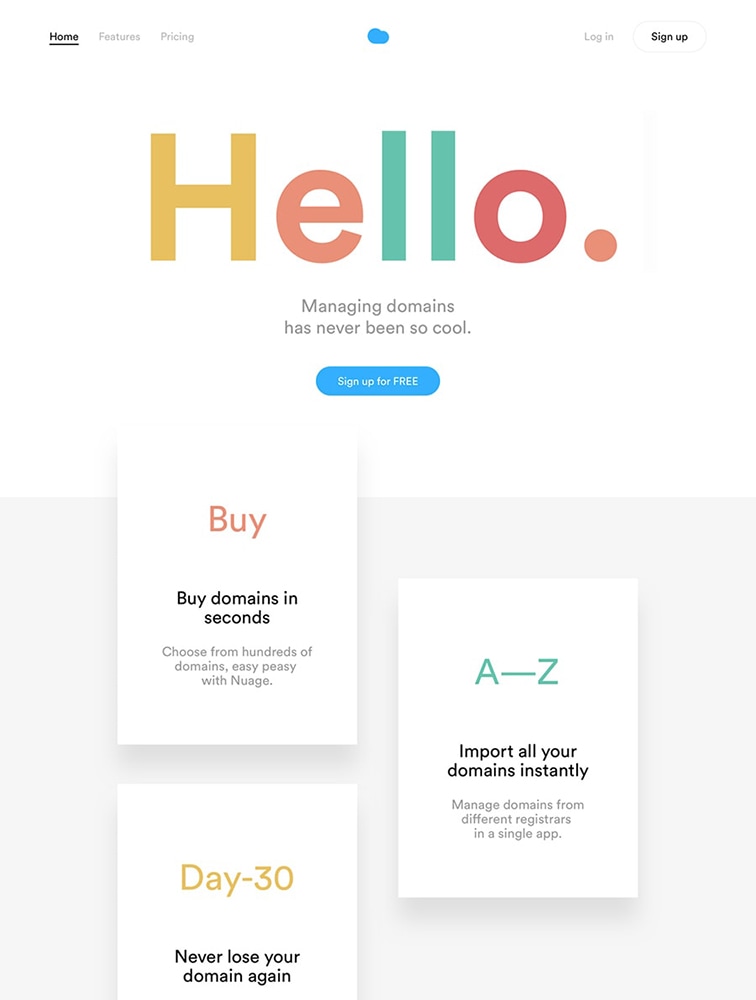 Home Features Pricing Log in Sign up
Hello.
Managing domains
has never been so cool.
Sign up for FREE
Buy
Buy domains in
seconds
Choose from hundreds of
domains, easy peasy
with Nuage.
A—Z
Import all your
domains instantly
Manage domains from
different registrars
in a single app.
Day-30
Never lose your
domain again